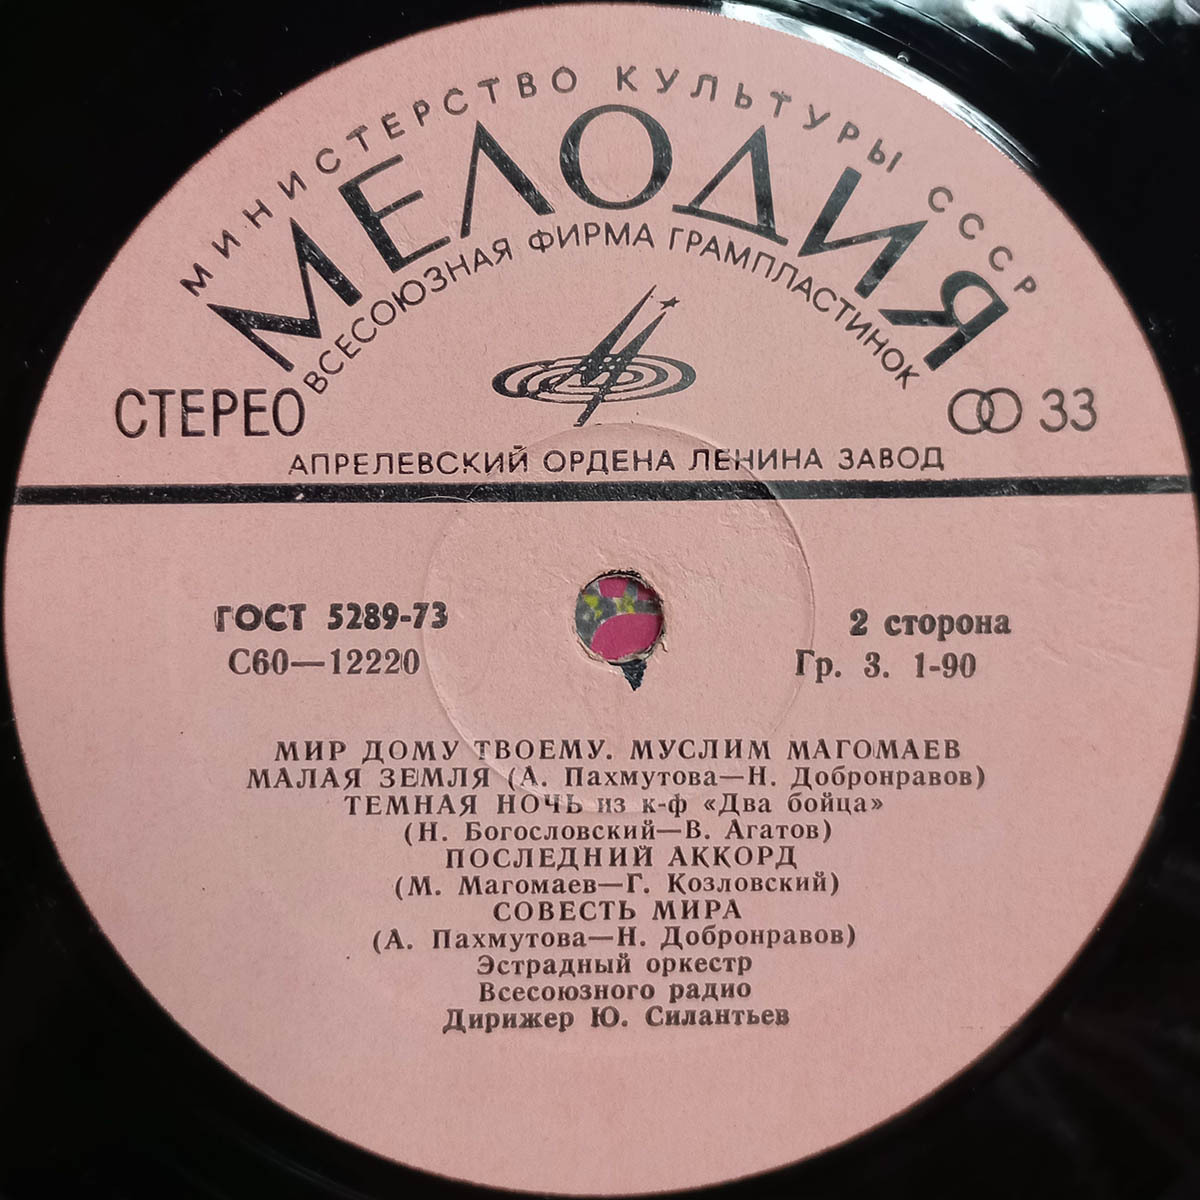 МИНИСТЕРСТВО КУЛЬТУРЫ СССР
МЕЛОДИЯ
ВСЕСОЮЗНАЯ ФИРМА ГРАМПЛАСТИНОК
СТЕРЕО
33
АПРЕЛЕВСКИЙ ОРДЕНА ЛЕНИНА ЗАВОД
ГОСТ 5289-73
2 сторона
С60—12220
Гр. 3. 1-90
МИР ДОМУ ТВОЕМУ. МУСЛИМ МАГОМАЕВ
МАЛАЯ ЗЕМЛЯ (А. Пахмутова—Н. Добронравов)
ТЕМНАЯ НОЧЬ из к-ф «Два бойца»
(Н. Богословский—В. Агатов)
ПОСЛЕДНИЙ АККОРД
(М. Магомаев—Г. Козловский)
СОВЕСТЬ МИРА
(А. Пахмутова—Н. Добронравов)
Эстрадный оркестр
Всесоюзного радио
Дирижер Ю. Силантьев